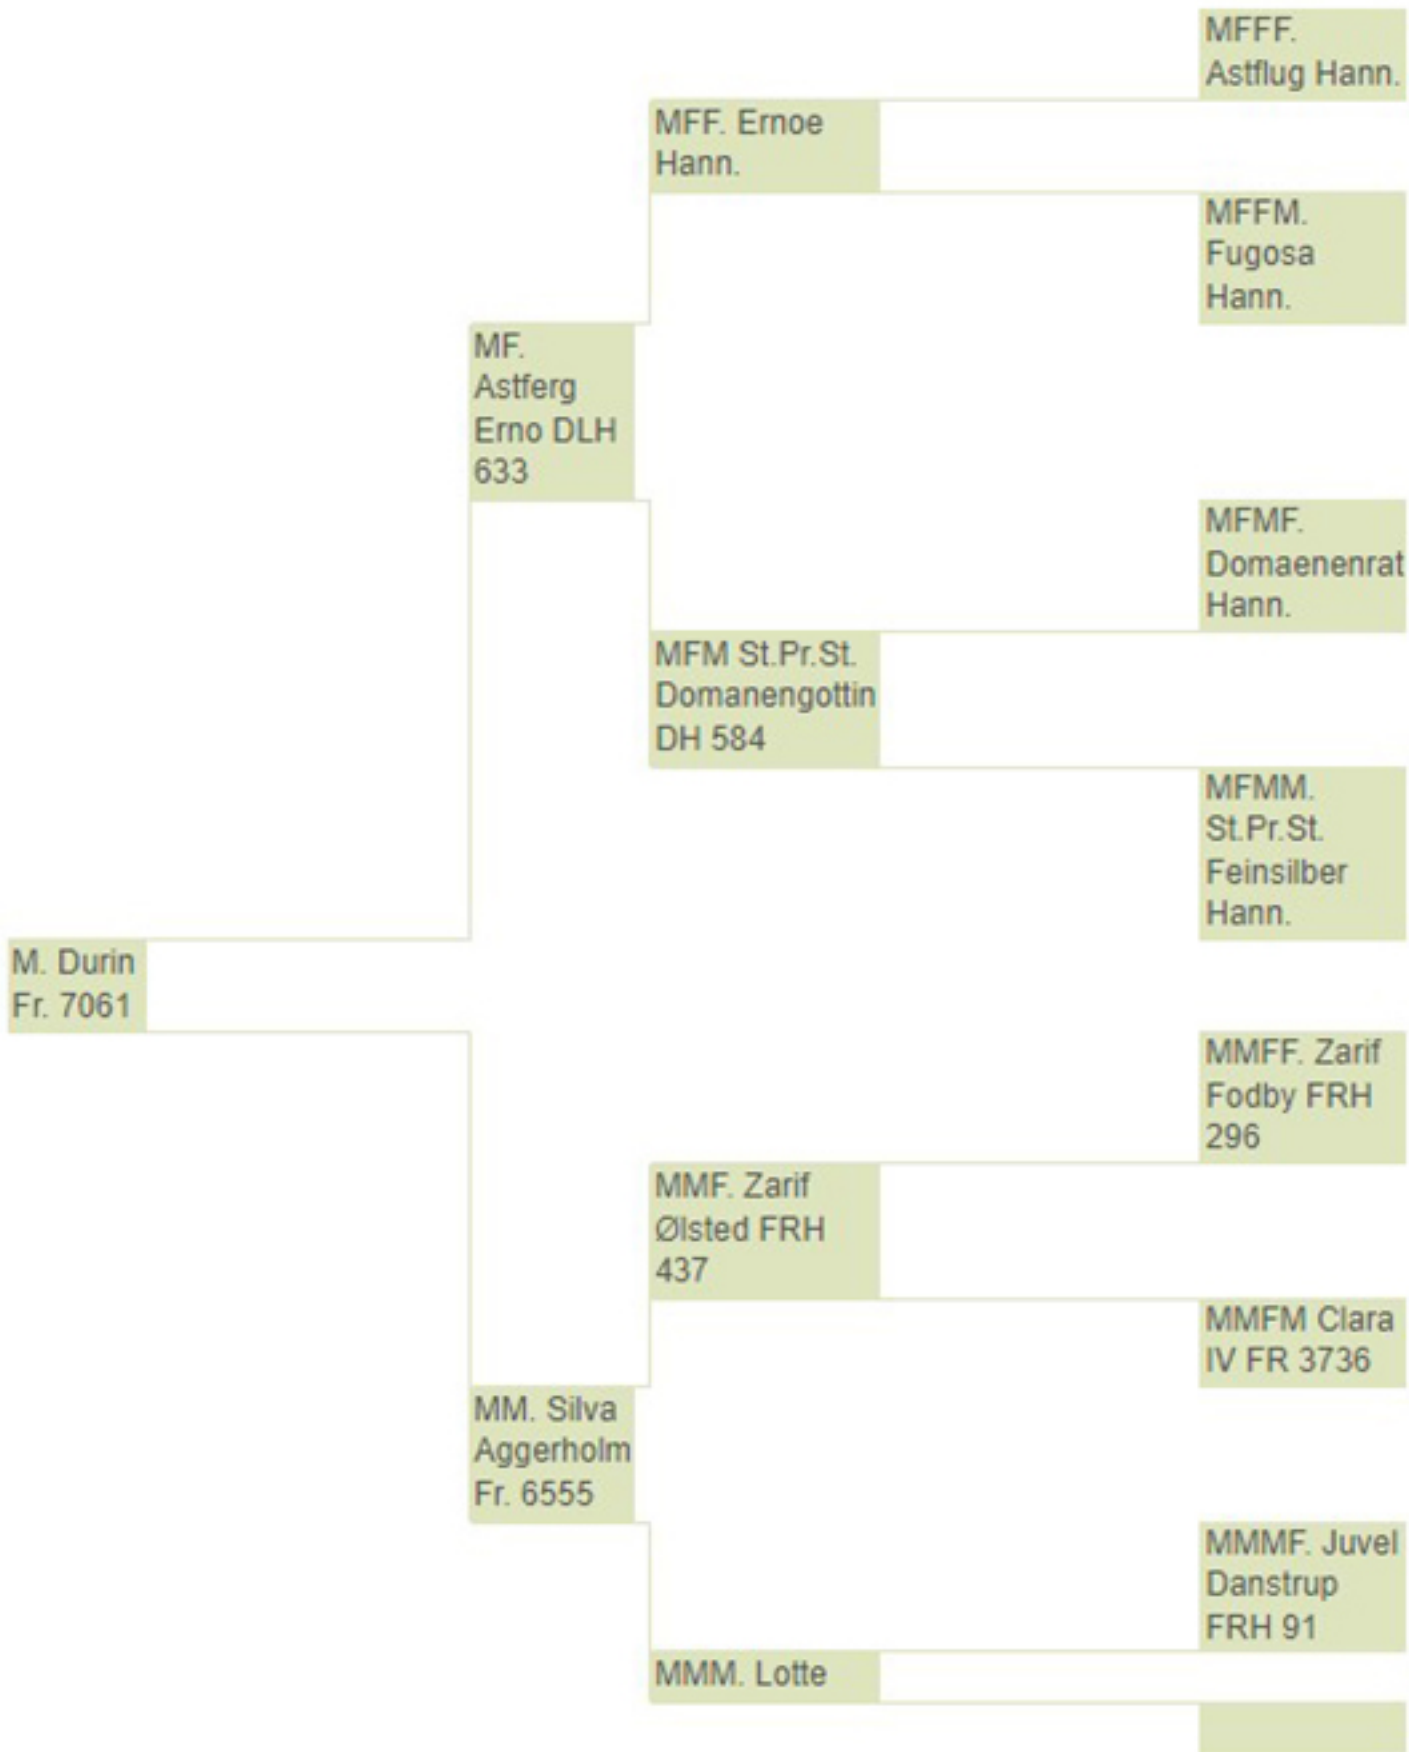 MFFF.
Astflug Hann.
MFF. Ernoe
Hann.
MFFM.
Fugosa
Hann.
MF.
Astferg
Erno DLH
633
MFMF.
Domaenenrat
Hann.
MFM St.Pr.St.
Domanengottin
DH 584
MFMM.
St.Pr.St.
Feinsilber
Hann.
M. Durin
Fr. 7061
MMFF. Zarif
Fodby FRH
296
MMF. Zarif
Ølsted FRH
437
MMFM Clara
IV FR 3736
MM. Silva
Aggerholm
Fr. 6555
MMMF. Juvel
Danstrup
FRH 91
MMM. Lotte